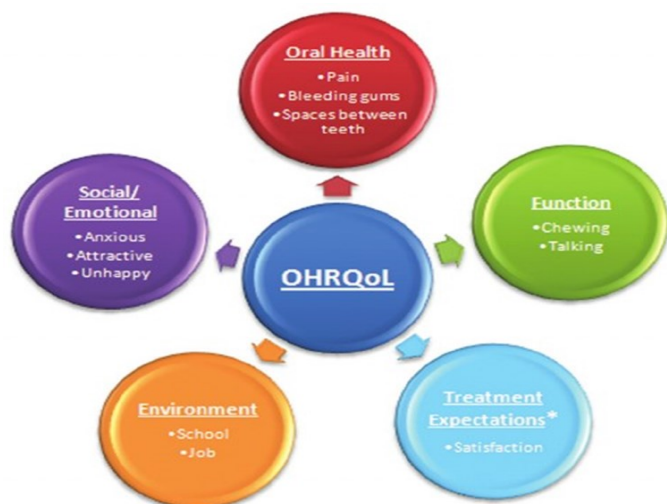 Oral Health
•Pain
•Bleeding gums
•Spaces between
teeth
Social/
Emotional
•Anxious
•Attractive
•Unhappy
Function
•Chewing
•Talking
OHRQoL
Environment
•School
•Job
Treatment
Expectations*
•Satisfaction